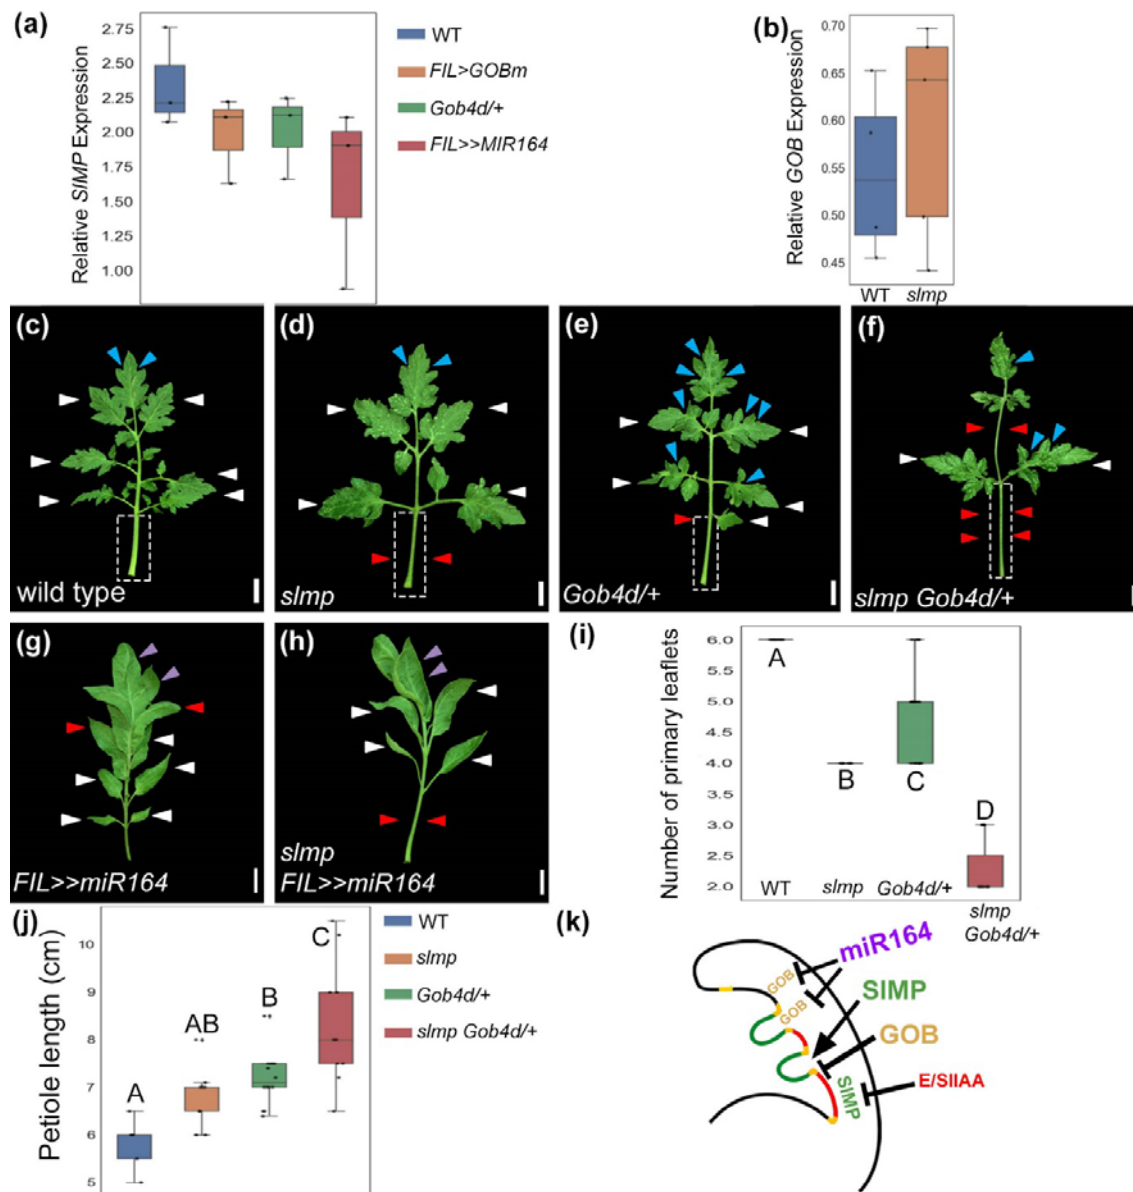 (a)
Relative SlMP Expression
2.75
2.50
2.25
2.00
1.75
1.50
1.25
1.00
WT
FIL>GOBm
Gob4d/+
FIL>>MIR164
(b)
Relative GOB Expression
0.70
0.65
0.60
0.55
0.50
0.45
WT
slmp
(c)
wild type
(d)
slmp
(e)
Gob4d/+
(f)
slmp Gob4d/+
(g)
FIL>>miR164
(h)
slmp
FIL>>miR164
(i)
Number of primary leaflets
6.0
5.5
5.0
4.5
4.0
3.5
3.0
2.5
2.0
A
B
C
D
WT
slmp
Gob4d/+
slmp
Gob4d/+
(j)
Petiole length (cm)
10
9
8
7
6
5
A
AB
B
C
WT
slmp
Gob4d/+
slmp Gob4d/+
(k)
miR164
GOB
GOB
SlMP
GOB
SlMP
E/SlIAA